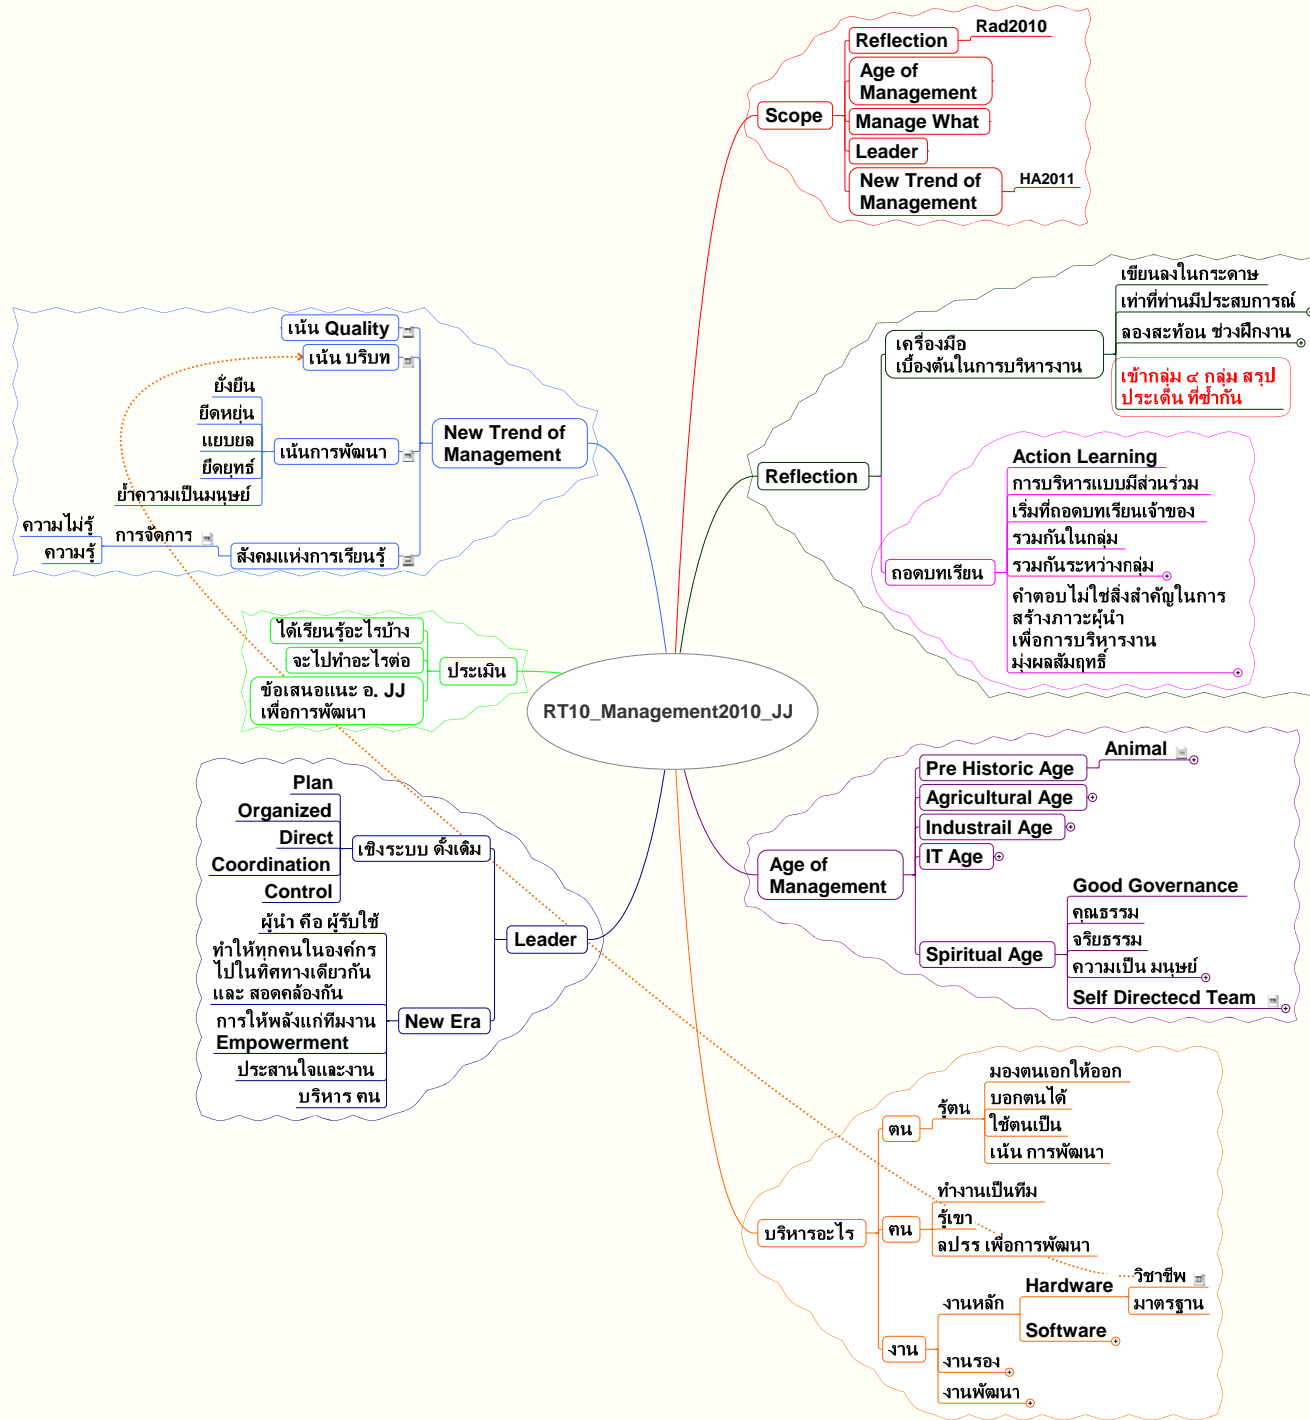 RT10_Management2010_JJ
Scope
Reflection
Rad2010
Age of
Management
Manage What
Leader
New Trend of
Management
HA2011
Reflection
เครื่องมือ
เบื้องต้นในการบริหารงาน
เขียนลงในกระดาษ
เท่าที่ท่านมีประสบการณ์
ลองสะท้อน ช่วงฝึกงาน
เข้ากลุ่ม ๔ กลุ่ม สรุป
ประเด็น ที่ซ้ำกัน
ถอดบทเรียน
Action Learning
การบริหารแบบมีส่วนร่วม
เริ่มที่ถอดบทเรียนเจ้าของ
รวมกันในกลุ่ม
รวมกันระหว่างกลุ่ม
คำตอบไม่ใช่สิ่งสำคัญในการ
สร้างภาวะผู้นำ
เพื่อการบริหารงาน
มุ่งผลสัมฤทธิ์
Age of
Management
Pre Historic Age
Animal
Agricultural Age
Industrail Age
IT Age
Spiritual Age
Good Governance
คุณธรรม
จริยธรรม
ความเป็น มนุษย์
Self Directecd Team
บริหารอะไร
ตน
รู้ตน
มองตนเอกให้ออก
บอกตนได้
ใช้ตนเป็น
เน้น การพัฒนา
ฅน
ทำงานเป็นทีม
รู้เขา
ลปรร เพื่อการพัฒนา
งาน
งานหลัก
Hardware
วิชาชีพ
มาตรฐาน
Software
งานรอง
งานพัฒนา
Leader
เชิงระบบ ดั้งเดิม
Plan
Organized
Direct
Coordination
Control
New Era
ผู้นำ คือ ผู้รับใช้
ทำให้ทุกคนในองค์กร
ไปในทิศทางเดียวกัน
และ สอดคล้องกัน
การให้พลังแก่ทีมงาน
Empowerment
ประสานใจและงาน
บริหาร ฅน
ประเมิน
ได้เรียนรู้อะไรบ้าง
จะไปทำอะไรต่อ
ข้อเสนอแนะ อ. JJ
เพื่อการพัฒนา
New Trend of
Management
เน้น Quality
เน้น บริบท
เน้นการพัฒนา
ยั่งยืน
ยืดหยุ่น
แยบยล
ยึดยุทธ์
ย้ำความเป็นมนุษย์
สังคมแห่งการเรียนรู้
การจัดการ
ความไม่รู้
ความรู้